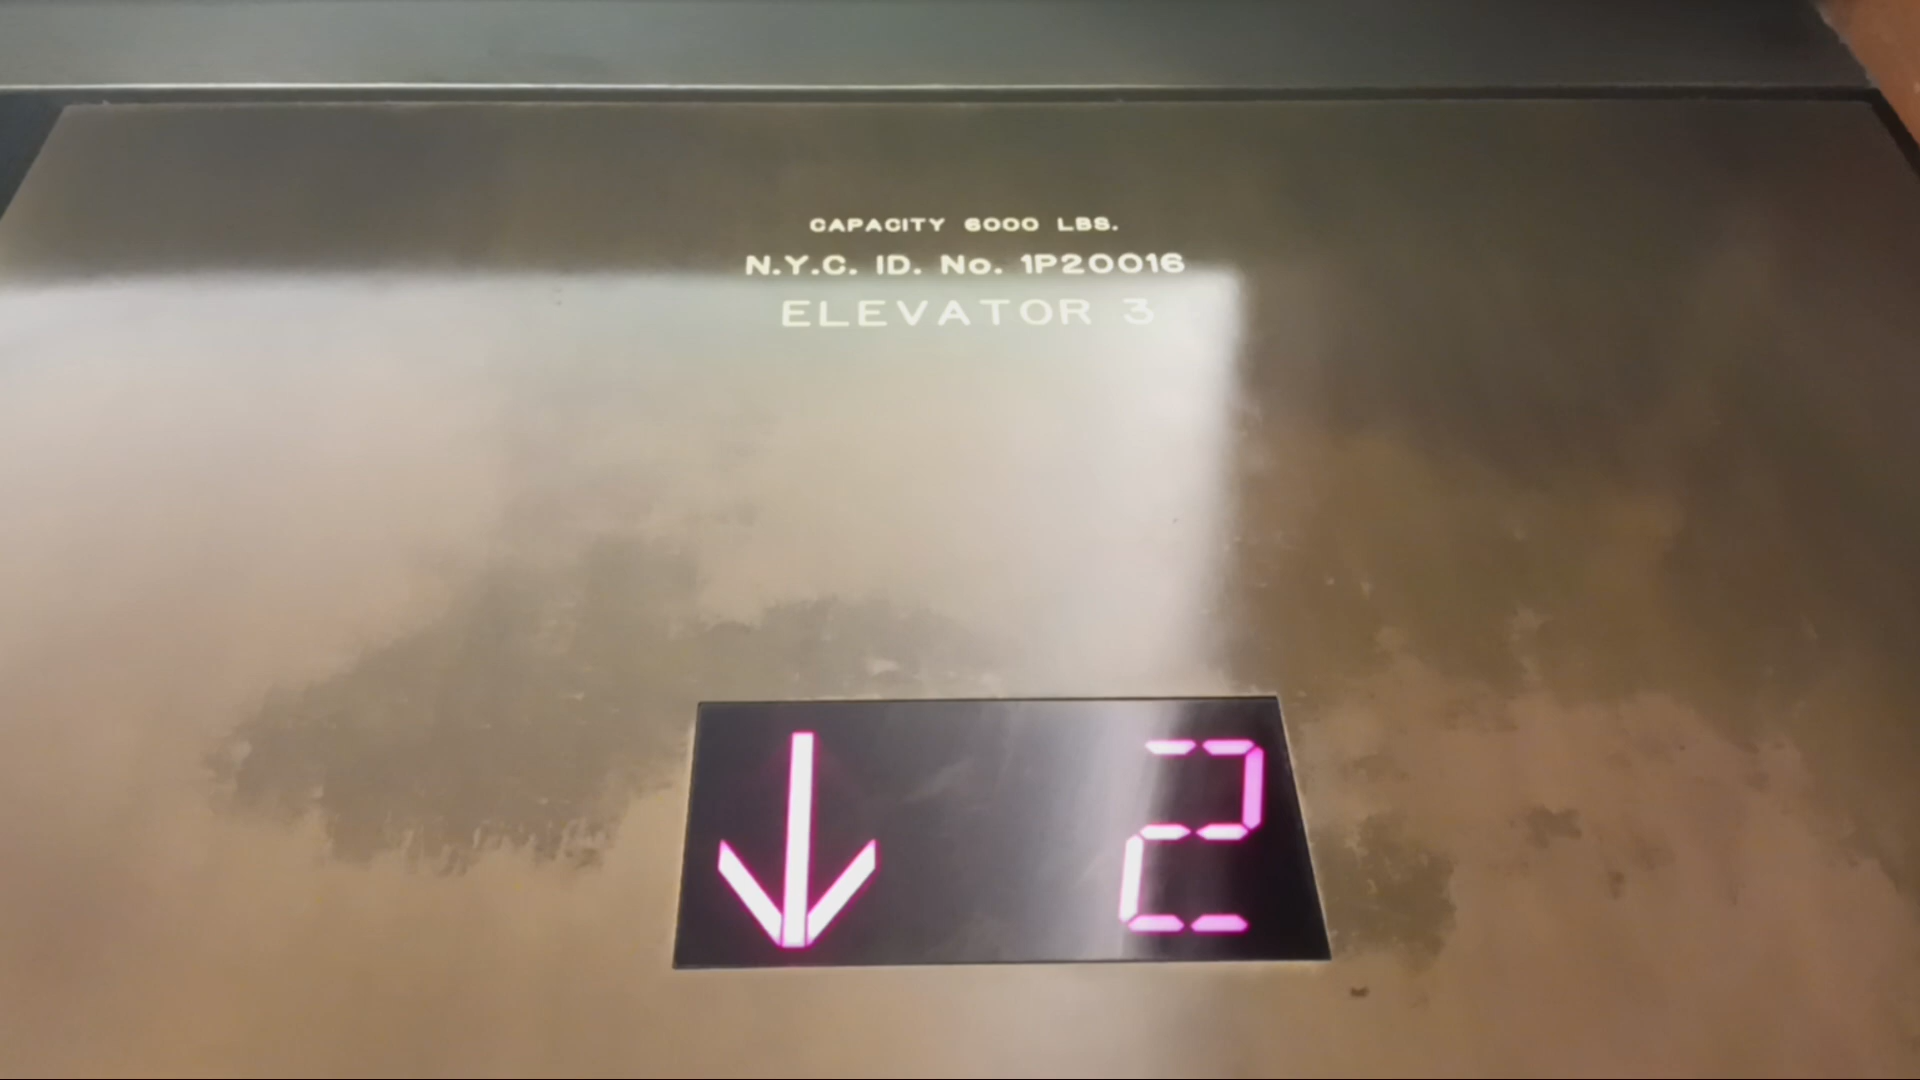 CAPACITY 6000 LBS.
N.Y.C. ID. No. 1P20016
ELEVATOR 3
↓ 2